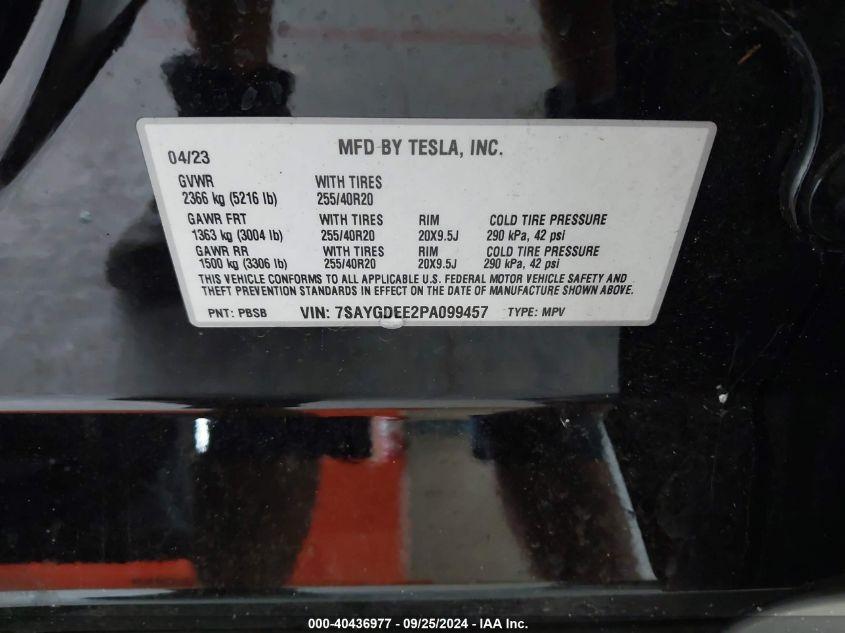 04/23 MFD BY TESLA, INC.
GVWR WITH TIRES
2366 kg (5216 lb) 255/40R20
GAWR FRT WITH TIRES RIM COLD TIRE PRESSURE
1363 kg (3004 lb) 255/40R20 20X9.5J 290 kPa, 42 psi
GAWR RR WITH TIRES RIM COLD TIRE PRESSURE
1500 kg (3306 lb) 255/40R20 20X9.5J 290 kPa, 42 psi
THIS VEHICLE CONFORMS TO ALL APPLICABLE U.S. FEDERAL MOTOR VEHICLE SAFETY AND
THEFT PREVENTION STANDARDS IN EFFECT ON THE DATE OF MANUFACTURE SHOWN ABOVE.
PNT: PBSB VIN: 7SAYGDEE2PA099457 TYPE: MPV
000-40436977 - 09/25/2024 - IAA Inc.